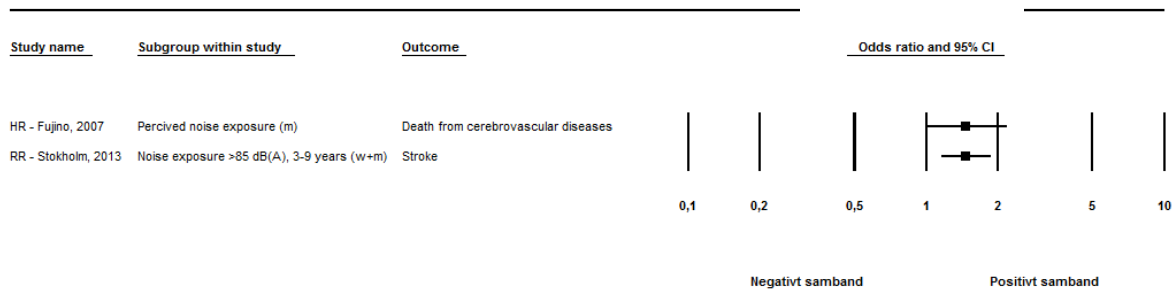 Study name Subgroup within study Outcome Odds ratio and 95% CI
HR - Fujino, 2007 Percived noise exposure (m) Death from cerebrovascular diseases
RR - Stokholm, 2013 Noise exposure >85 dB(A), 3-9 years (w+m) Stroke
0,1 0,2 0,5 1 2 5 10
Negativt samband Positivt samband